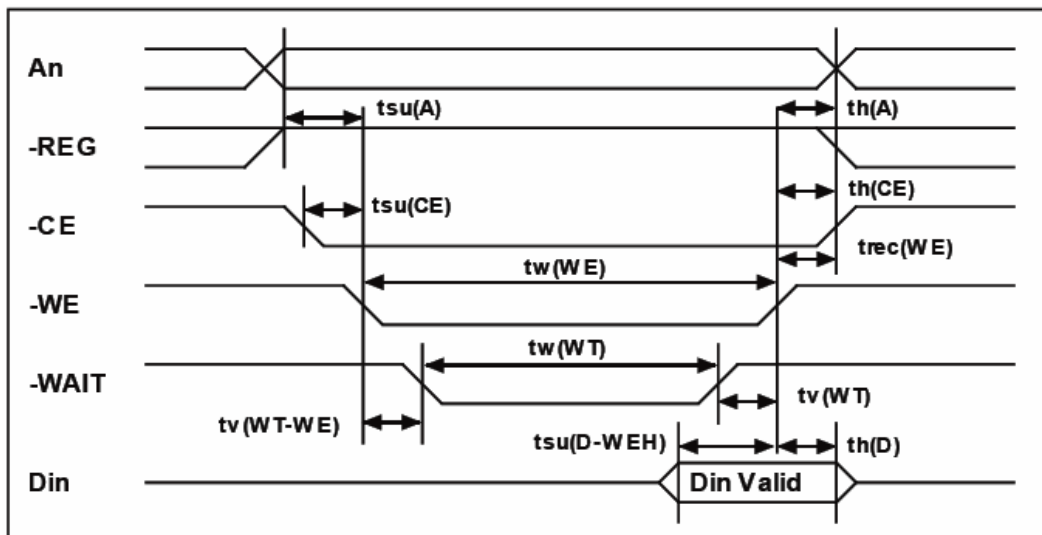 An
tsu(A)
th(A)
-REG
tsu(CE)
th(CE)
-CE
trec(WE)
tw(WE)
-WE
tw(WT)
-WAIT
tv(WT)
tv(WT-WE)
tsu(D-WEH)
th(D)
Din
Din Valid